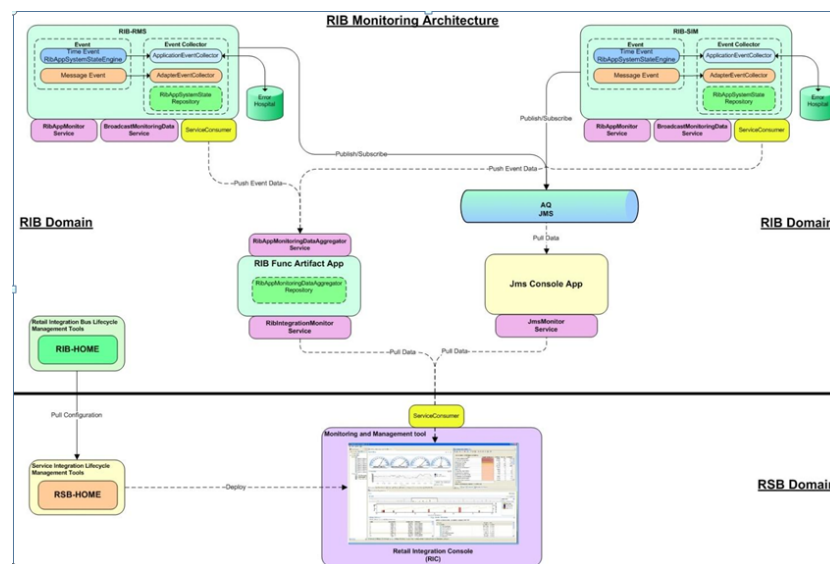 RIB Monitoring Architecture
RIB-RMS
Event
Time Event
RibAppSystemStateEngine
Message Event
Event Collector
ApplicationEventCollector
AdapterEventCollector
RibAppSystemState
Repository
Error
Hospital
RibAppMonitor
Service
BroadcastMonitoringData
Service
ServiceConsumer
RIB-SIM
Event
Time Event
RibAppSystemStateEngine
Message Event
Event Collector
ApplicationEventCollector
AdapterEventCollector
RibAppSystemState
Repository
Error
Hospital
RibAppMonitor
Service
BroadcastMonitoringData
Service
ServiceConsumer
Publish/Subscribe
Publish/Subscribe
Push Event Data
Push Event Data
RIB Domain
AQ
JMS
RIB Domain
Pull Data
RibAppMonitoringDataAggregator
Service
RIB Func Artifact App
RibAppMonitoringDataAggregator
Repository
RibIntegrationMonitor
Service
Jms Console App
JmsMonitor
Service
Retail Integration Bus Lifecycle
Management Tools
RIB-HOME
Pull Data
Pull Data
Pull Configuration
ServiceConsumer
Monitoring and Management tool
Service Integration Lifecycle
Management Tools
RSB-HOME
Deploy
RSB Domain
Retail Integration Console
(RIC)